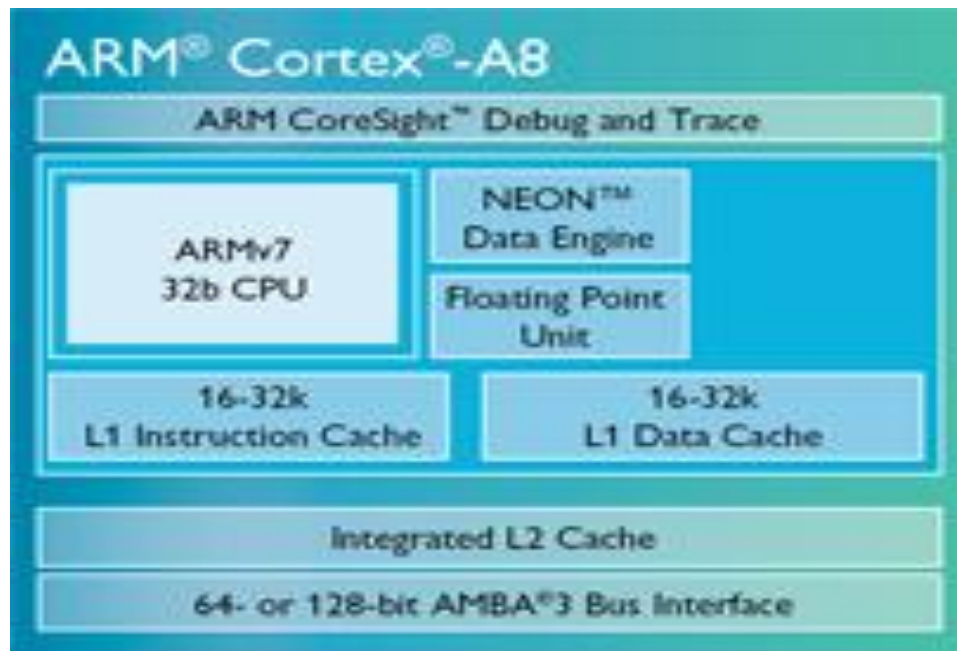 ARM® Cortex®-A8
ARM CoreSight™ Debug and Trace
ARMv7
32b CPU
NEON™
Data Engine
Floating Point
Unit
16-32k
L1 Instruction Cache
16-32k
L1 Data Cache
Integrated L2 Cache
64- or 128-bit AMBA®3 Bus Interface